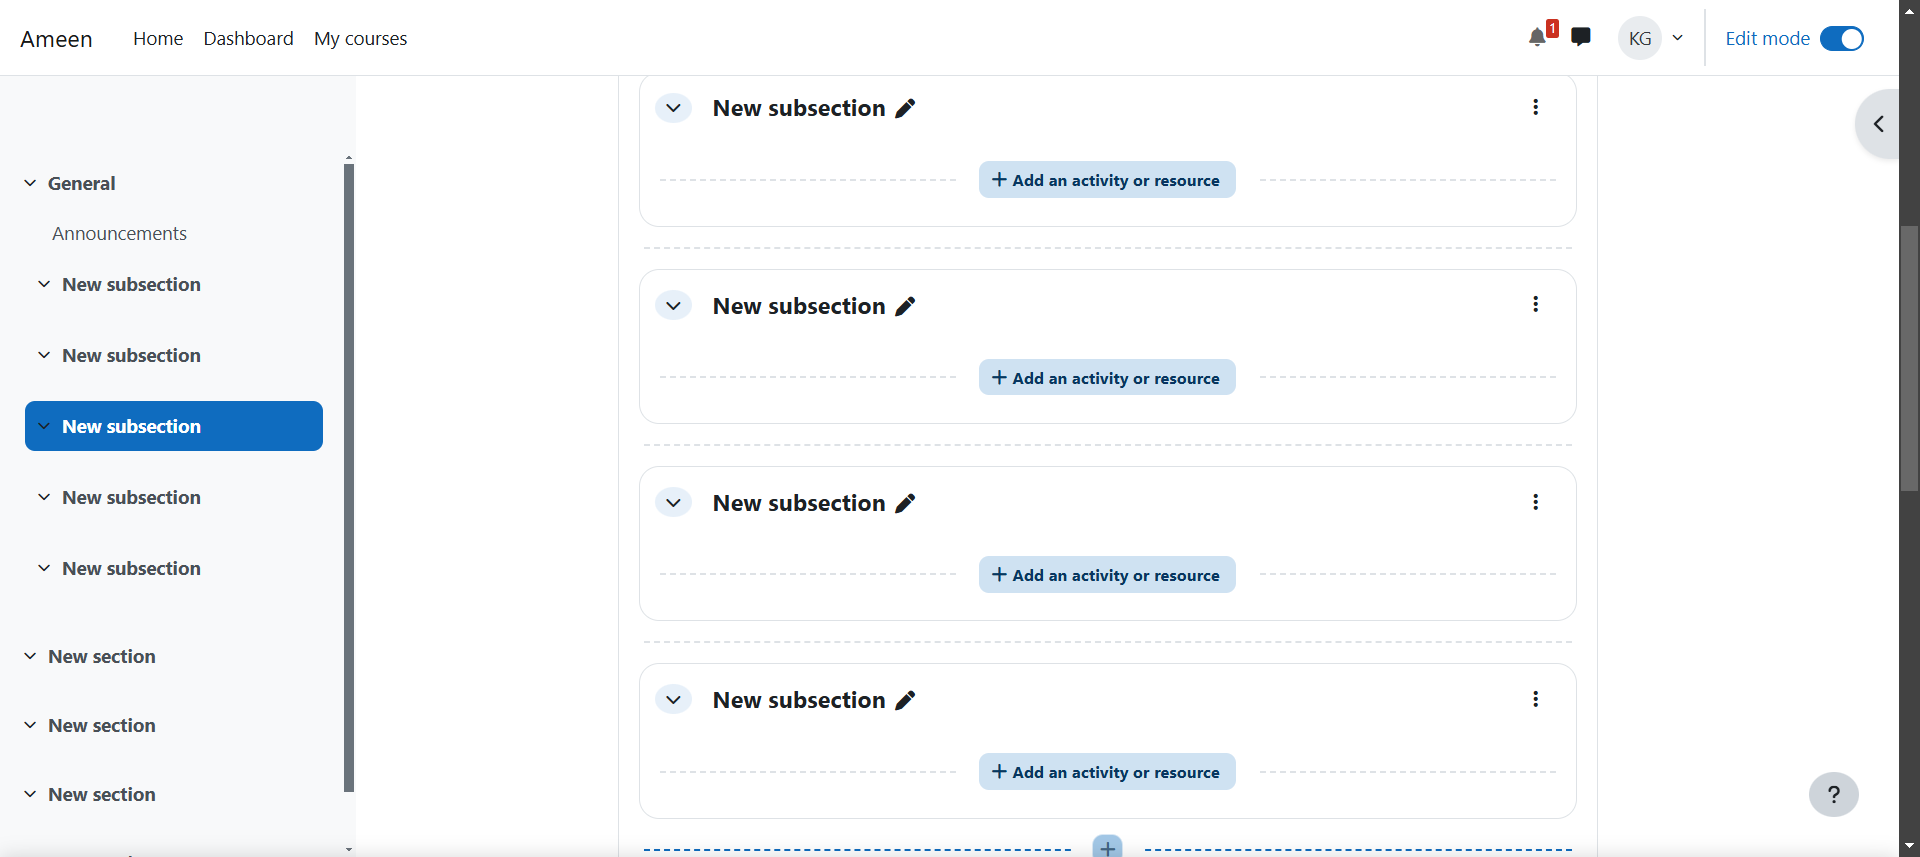 Ameen
Home Dashboard My courses
1
KG
Edit mode
General
Announcements
New subsection
New subsection
New subsection
New subsection
New subsection
New section
New section
New section
New subsection
+ Add an activity or resource
New subsection
+ Add an activity or resource
New subsection
+ Add an activity or resource
New subsection
+ Add an activity or resource
+
?